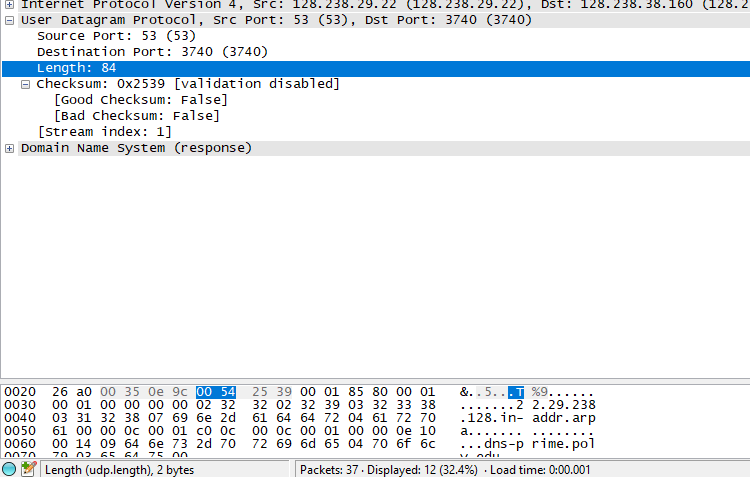 Internet Protocol Version 4, Src: 128.238.29.22 (128.238.29.22), Dst: 128.238.38.160 (128.2
User Datagram Protocol, Src Port: 53 (53), Dst Port: 3740 (3740)
Source Port: 53 (53)
Destination Port: 3740 (3740)
Length: 84
Checksum: 0x2539 [validation disabled]
[Good Checksum: False]
[Bad Checksum: False]
[Stream index: 1]
Domain Name System (response)
0020 26 a0 00 35 0e 9c 00 54 25 39 00 01 85 80 00 01 &..5...T %9......
0030 00 01 00 00 00 00 02 32 32 02 32 39 03 32 33 38 .......2 2.29.238
0040 03 31 32 38 07 69 6e 2d 61 64 64 72 04 61 72 70 .128.in- addr.arp
0050 61 00 00 0c 00 01 c0 0c 00 0c 00 01 00 00 0e 10 a....... ........
0060 00 14 09 64 6e 73 2d 70 72 69 6d 65 04 70 6f 6c ...dns-p rime.pol
0070 79 03 65 64 75 00 y.edu.
Length (udp.length), 2 bytes
Packets: 37 · Displayed: 12 (32.4%) · Load time: 0:00.001